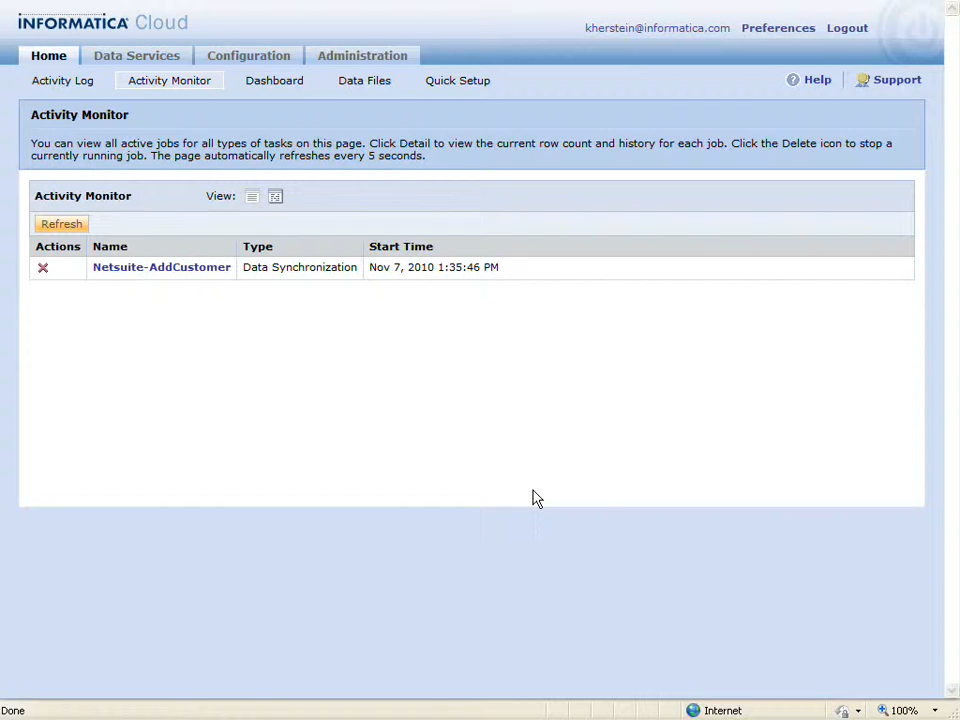 INFORMATICA Cloud
kherstein@informatica.com Preferences Logout
Home Data Services Configuration Administration
Activity Log Activity Monitor Dashboard Data Files Quick Setup Help Support
Activity Monitor
You can view all active jobs for all types of tasks on this page. Click Detail to view the current row count and history for each job. Click the Delete icon to stop a
currently running job. The page automatically refreshes every 5 seconds.
Activity Monitor View:
Refresh
Actions Name Type Start Time
Netsuite-AddCustomer Data Synchronization Nov 7, 2010 1:35:46 PM
Done Internet 100%